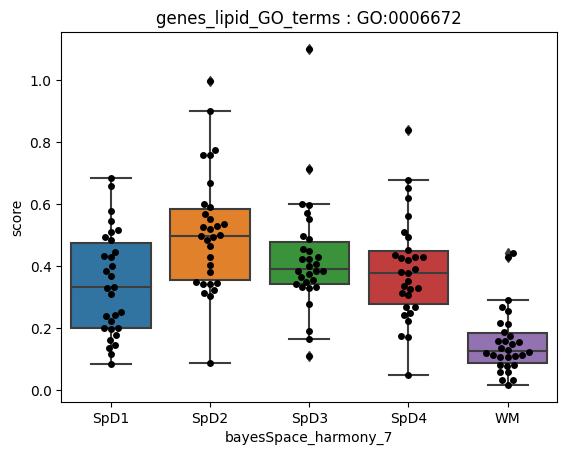 genes_lipid_GO_terms : GO:0006672
score
1.0
0.8
0.6
0.4
0.2
0.0
SpD1 SpD2 SpD3 SpD4 WM
bayesSpace_harmony_7